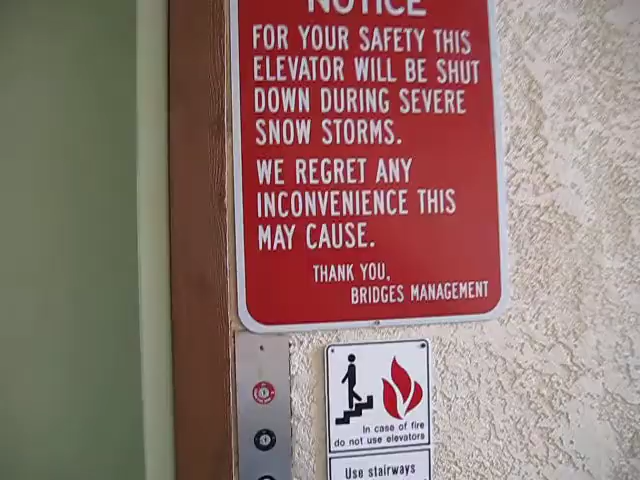 NOTICE
FOR YOUR SAFETY THIS
ELEVATOR WILL BE SHUT
DOWN DURING SEVERE
SNOW STORMS.
WE REGRET ANY
INCONVENIENCE THIS
MAY CAUSE.
THANK YOU,
BRIDGES MANAGEMENT
In case of fire
do not use elevators
Use stairways